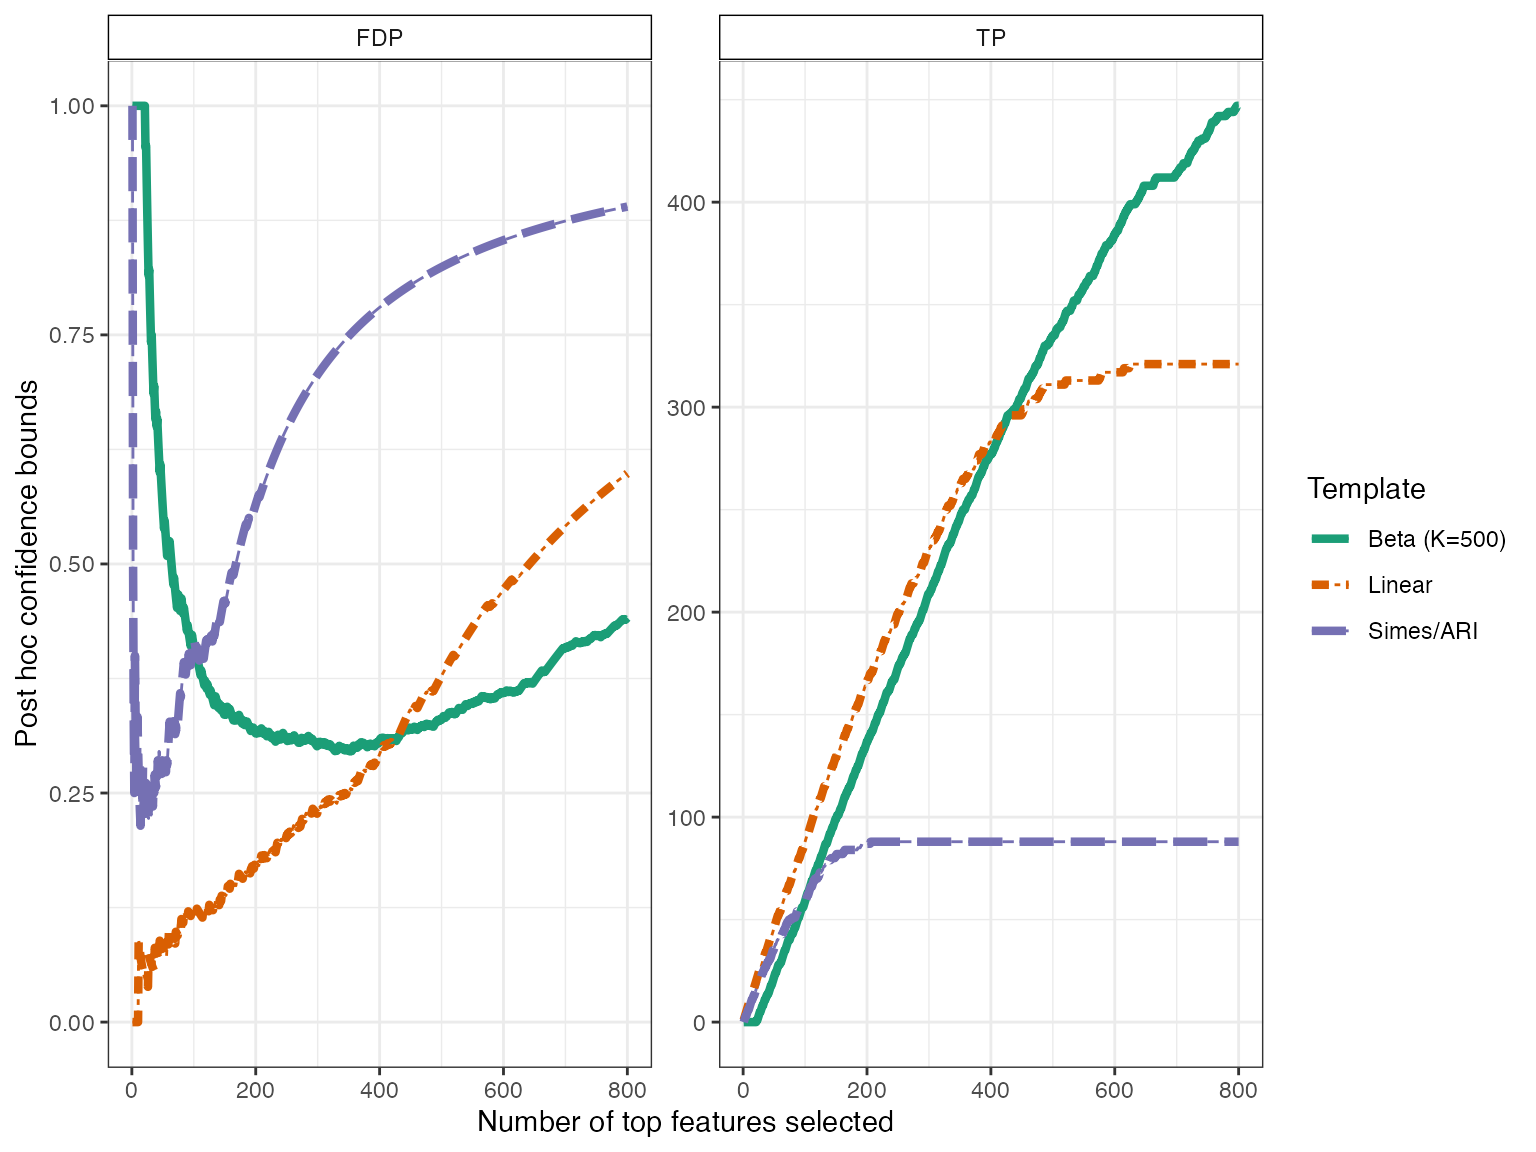 FDP
TP
Post hoc confidence bounds
1.00
0.75
0.50
0.25
0.00
0 200 400 600 800
400
300
200
100
0
0 200 400 600 800
Number of top features selected
Template
Beta (K=500)
Linear
Simes/ARI